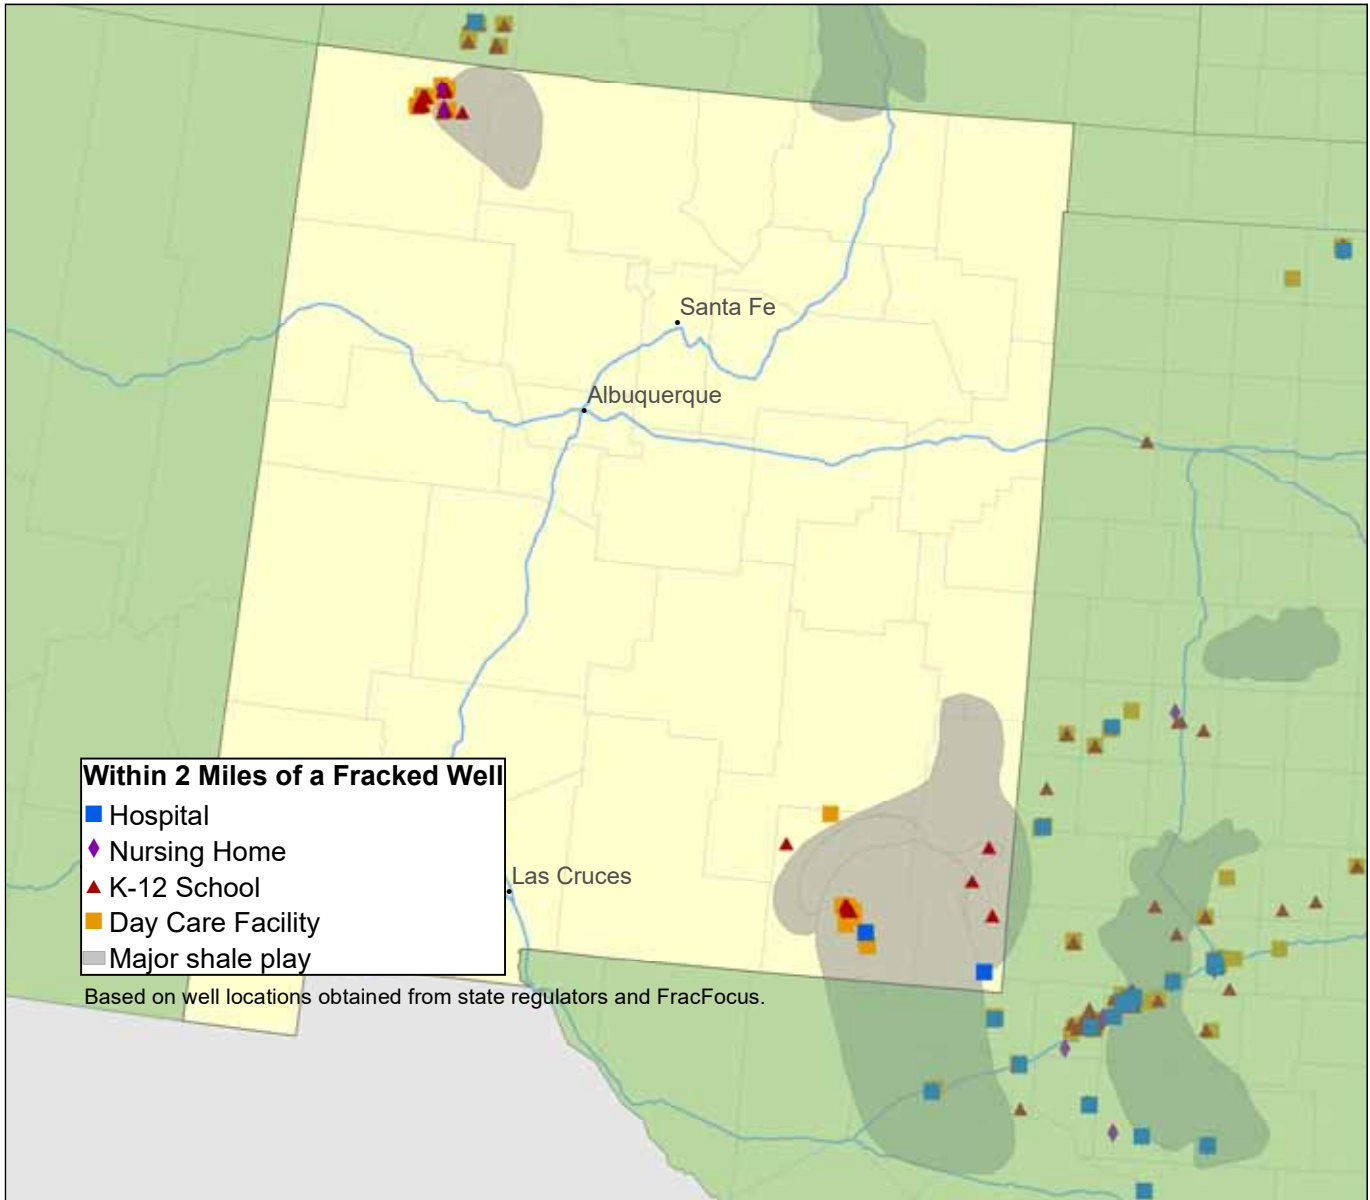 Santa Fe
Albuquerque
Within 2 Miles of a Fracked Well
Hospital
Nursing Home
K-12 School
Day Care Facility
Major shale play
Las Cruces
Based on well locations obtained from state regulators and FracFocus.